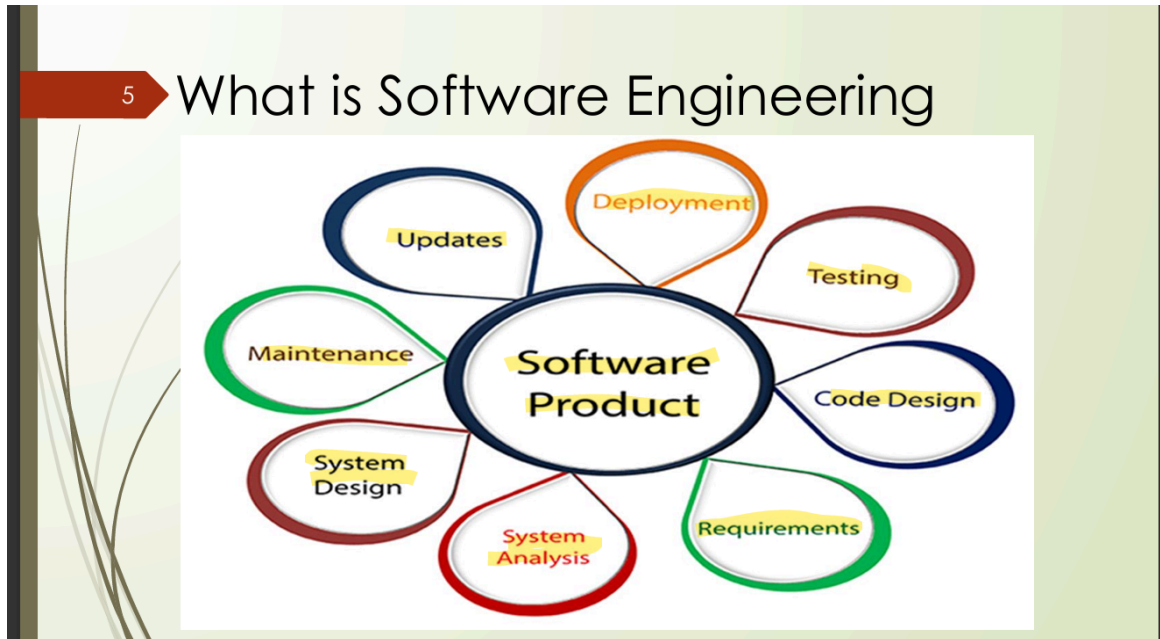 5
What is Software Engineering
Deployment
Updates
Testing
Maintenance
Software
Product
Code Design
System
Design
Requirements
System
Analysis